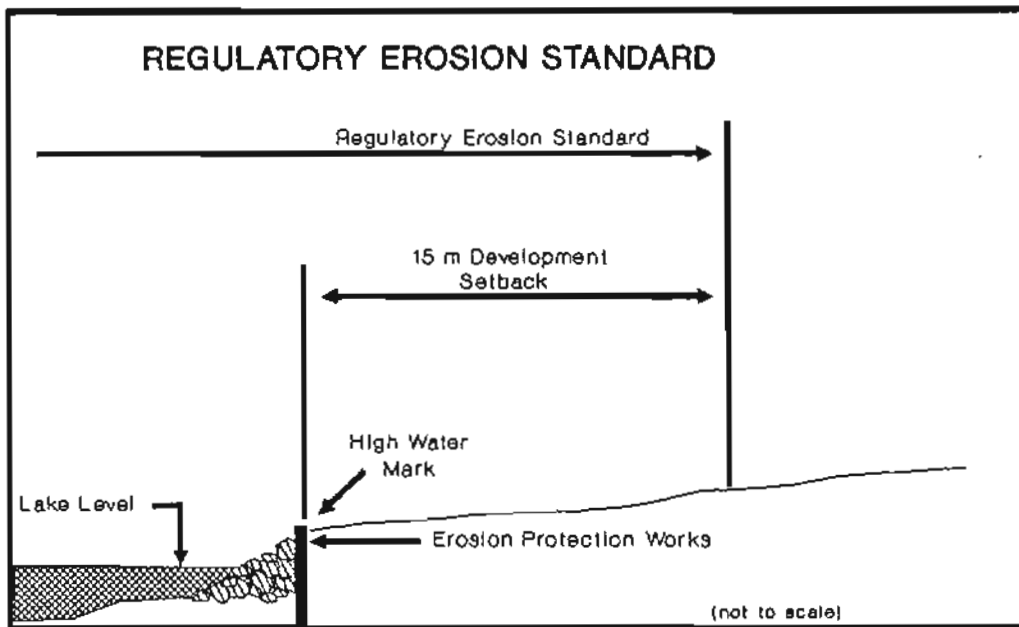 REGULATORY EROSION STANDARD
Regulatory Erosion Standard
15 m Development
Setback
High Water
Mark
Lake Level
Erosion Protection Works
(not to scale)